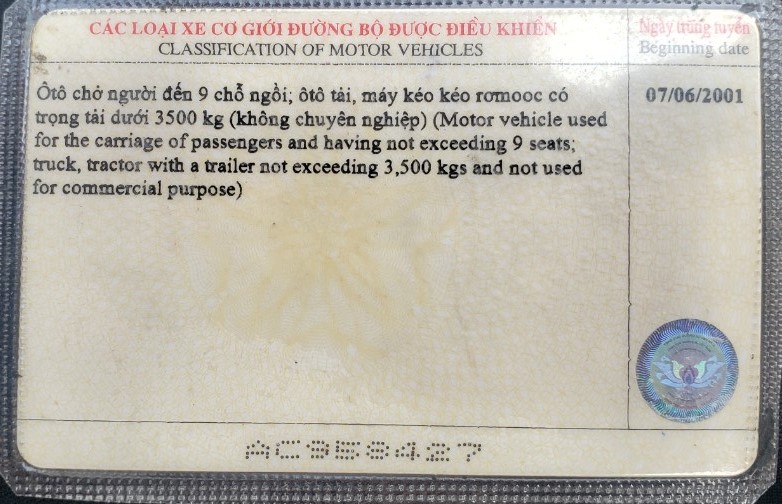 CÁC LOẠI XE CƠ GIỚI ĐƯỜNG BỘ ĐƯỢC ĐIỀU KHIỂN
CLASSIFICATION OF MOTOR VEHICLES
Ngày trúng tuyển
Beginning date
Ôtô chở người đến 9 chỗ ngồi; ôtô tải, máy kéo kéo rơmooc có
trọng tải dưới 3500 kg (không chuyên nghiệp) (Motor vehicle used
for the carriage of passengers and having not exceeding 9 seats;
truck, tractor with a trailer not exceeding 3,500 kgs and not used
for commercial purpose)
07/06/2001
AC959427